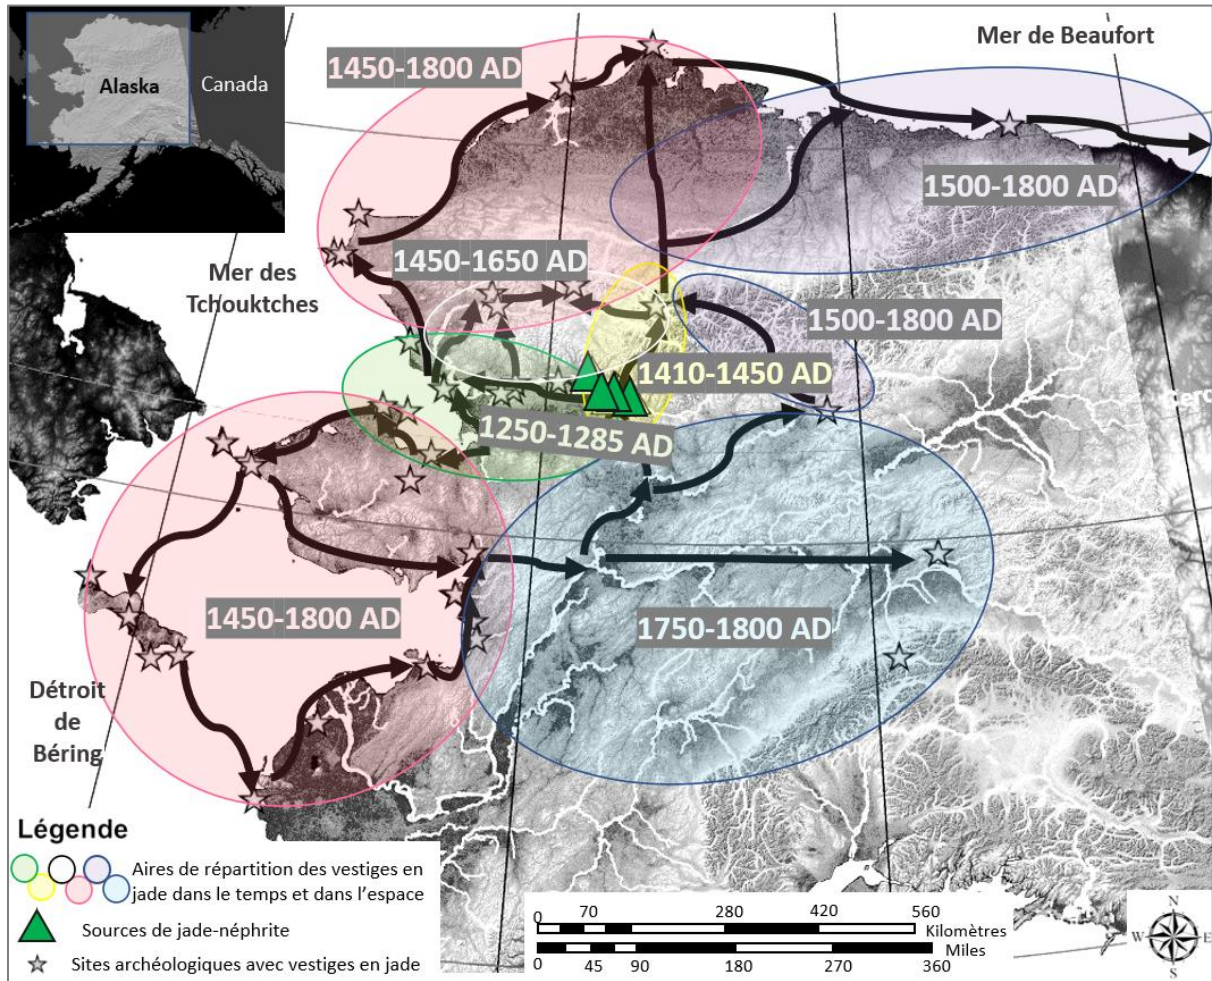 Alaska
Canada
Mer de Beaufort
1450-1800 AD
1500-1800 AD
1450-1650 AD
Mer des
Tchouktches
1500-1800 AD
1410-1450 AD
1250-1285 AD
1450-1800 AD
1750-1800 AD
Détroit
de
Béring
Légende
Aires de répartition des vestiges en
jade dans le temps et dans l'espace
Sources de jade-néphrite
Sites archéologiques avec vestiges en jade
0 70 280 420 560
Kilomètres
Miles
0 45 90 180 270 360
N
W E
S